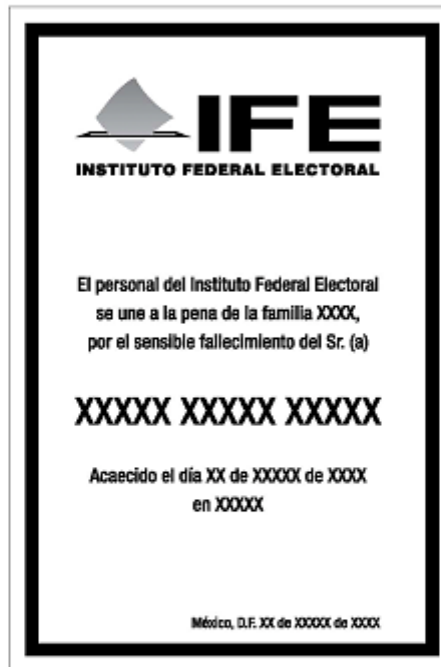 IFE
INSTITUTO FEDERAL ELECTORAL
El personal del Instituto Federal Electoral
se une a la pena de la familia XXXX,
por el sensible fallecimiento del Sr. (a)
XXXXX XXXXX XXXXX
Acaecido el día XX de XXXXX de XXXX
en XXXXX
México, D.F. XX de XXXXX de XXXX